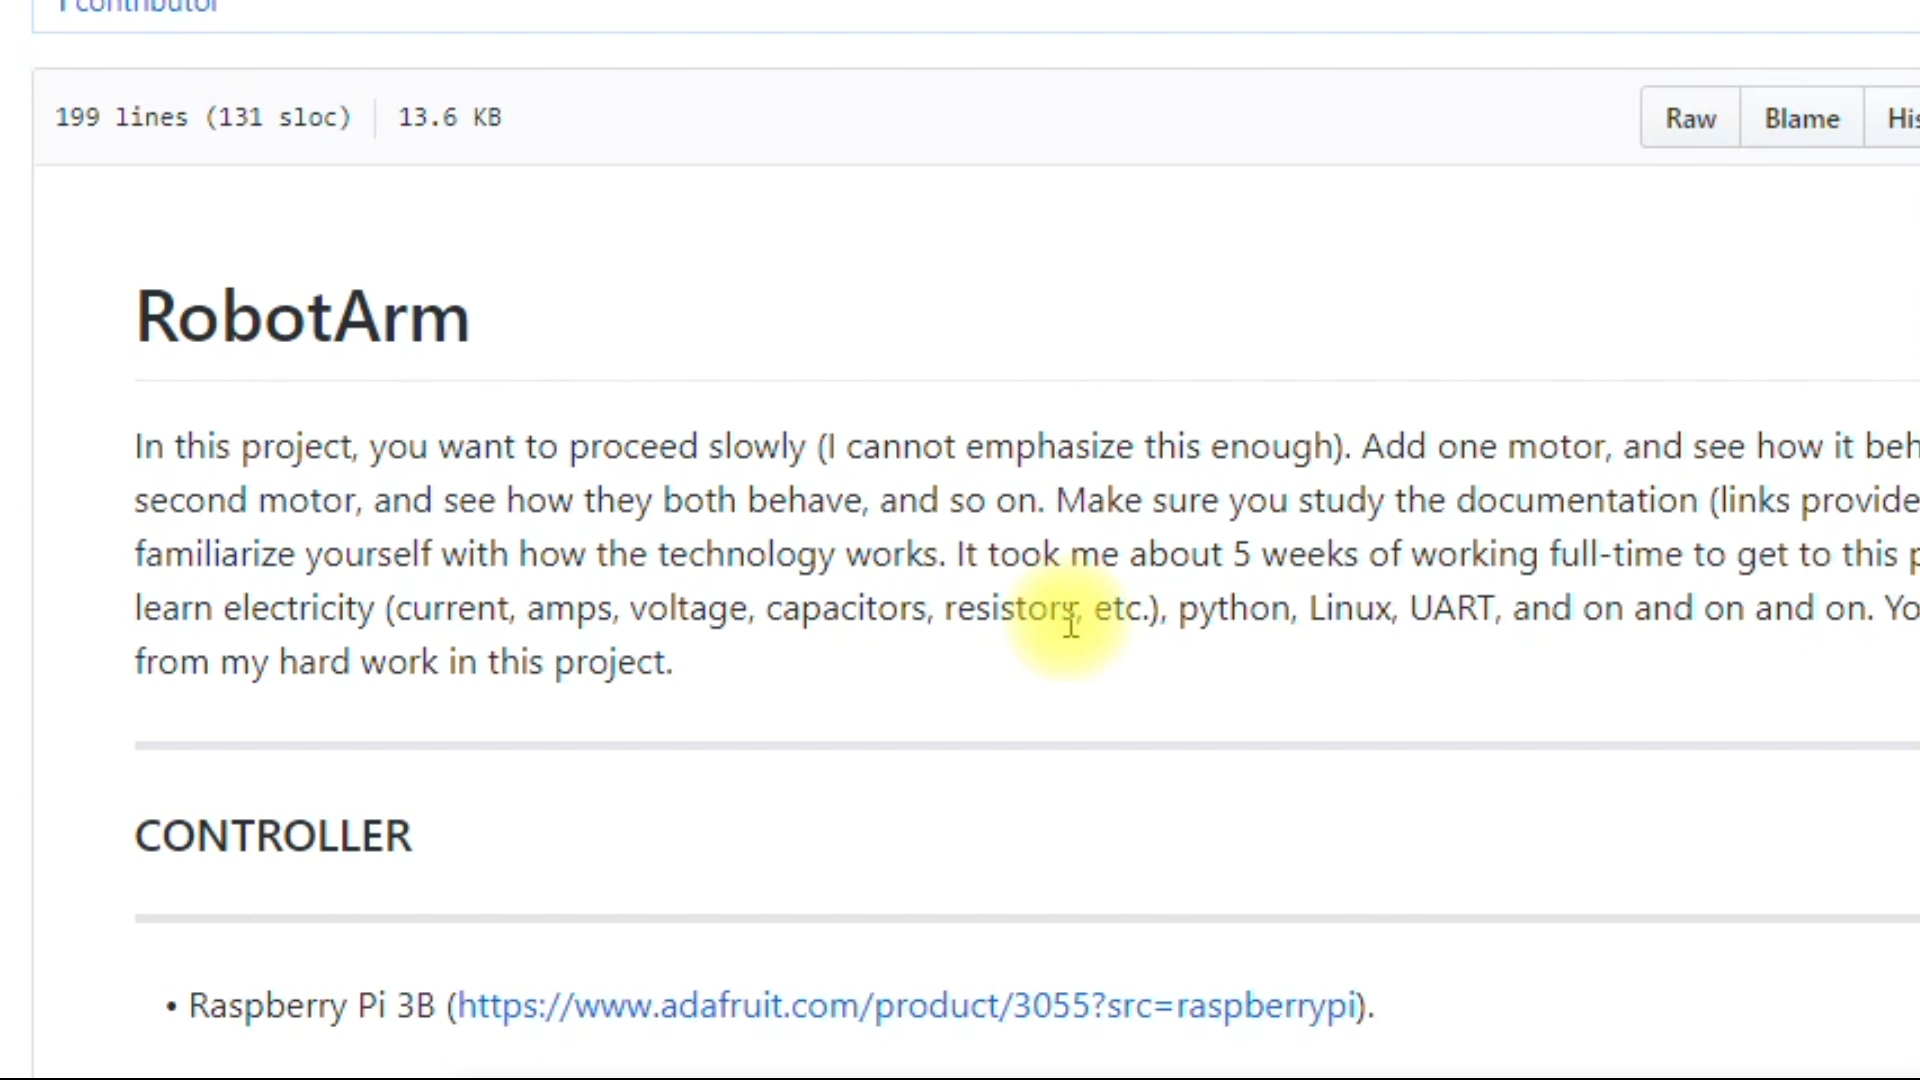 1 contributor
199 lines (131 sloc) 13.6 KB
Raw Blame
RobotArm
In this project, you want to proceed slowly (I cannot emphasize this enough). Add one motor, and see how it
second motor, and see how they both behave, and so on. Make sure you study the documentation (links
familiarize yourself with how the technology works. It took me about 5 weeks of working full-time to get to this
learn electricity (current, amps, voltage, capacitors, resistors, etc.), python, Linux, UART, and on and on and on.
from my hard work in this project.
CONTROLLER
• Raspberry Pi 3B (https://www.adafruit.com/product/3055?src=raspberrypi).